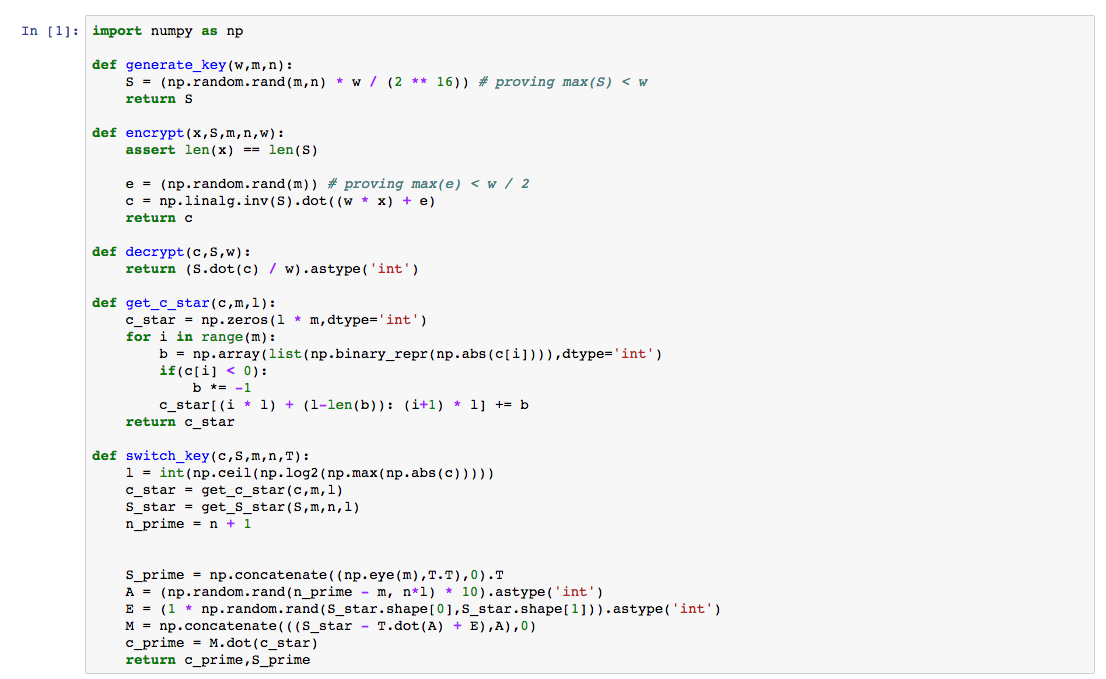 In [1]: import numpy as np

def generate_key(w,m,n):
    S = (np.random.rand(m,n) * w / (2 ** 16)) # proving max(S) < w
    return S

def encrypt(x,S,m,n,w):
    assert len(x) == len(S)

    e = (np.random.rand(m)) # proving max(e) < w / 2
    c = np.linalg.inv(S).dot((w * x) + e)
    return c

def decrypt(c,S,w):
    return (S.dot(c) / w).astype('int')

def get_c_star(c,m,l):
    c_star = np.zeros(l * m,dtype='int')
    for i in range(m):
        b = np.array(list(np.binary_repr(np.abs(c[i]))),dtype='int')
        if(c[i] < 0):
            b *= -1
        c_star[(i * l) + (l-len(b)): (i+1) * l] += b
    return c_star

def switch_key(c,S,m,n,T):
    l = int(np.ceil(np.log2(np.max(np.abs(c)))))
    c_star = get_c_star(c,m,l)
    S_star = get_S_star(S,m,n,l)
    n_prime = n + 1


    S_prime = np.concatenate((np.eye(m),T.T),0).T
    A = (np.random.rand(n_prime - m, n*l) * 10).astype('int')
    E = (1 * np.random.rand(S_star.shape[0],S_star.shape[1])).astype('int')
    M = np.concatenate(((S_star - T.dot(A) + E),A),0)
    c_prime = M.dot(c_star)
    return c_prime,S_prime